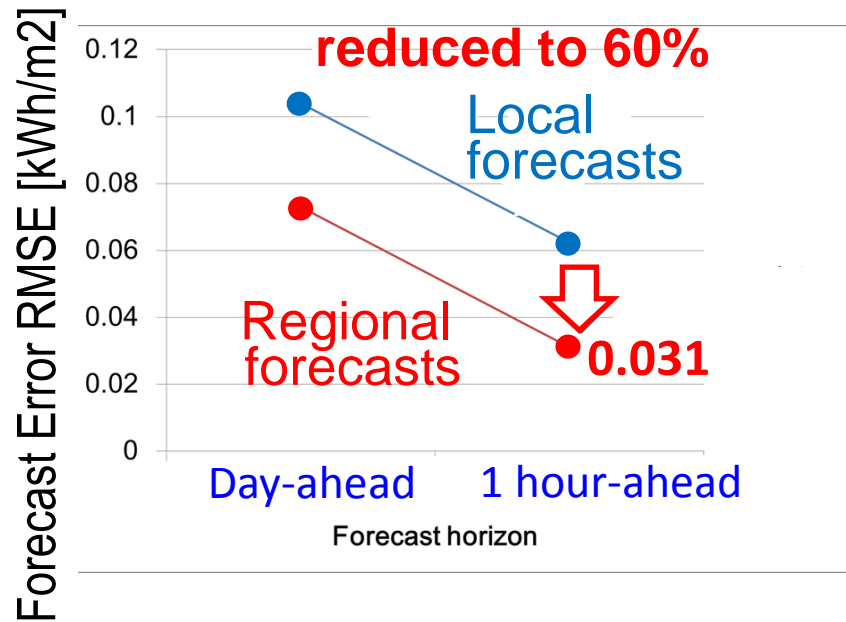 Forecast Error RMSE [kWh/m2]
0.12
0.1
0.08
0.06
0.04
0.02
0
reduced to 60%
Local
forecasts
Regional
forecasts
0.031
Day-ahead
1 hour-ahead
Forecast horizon